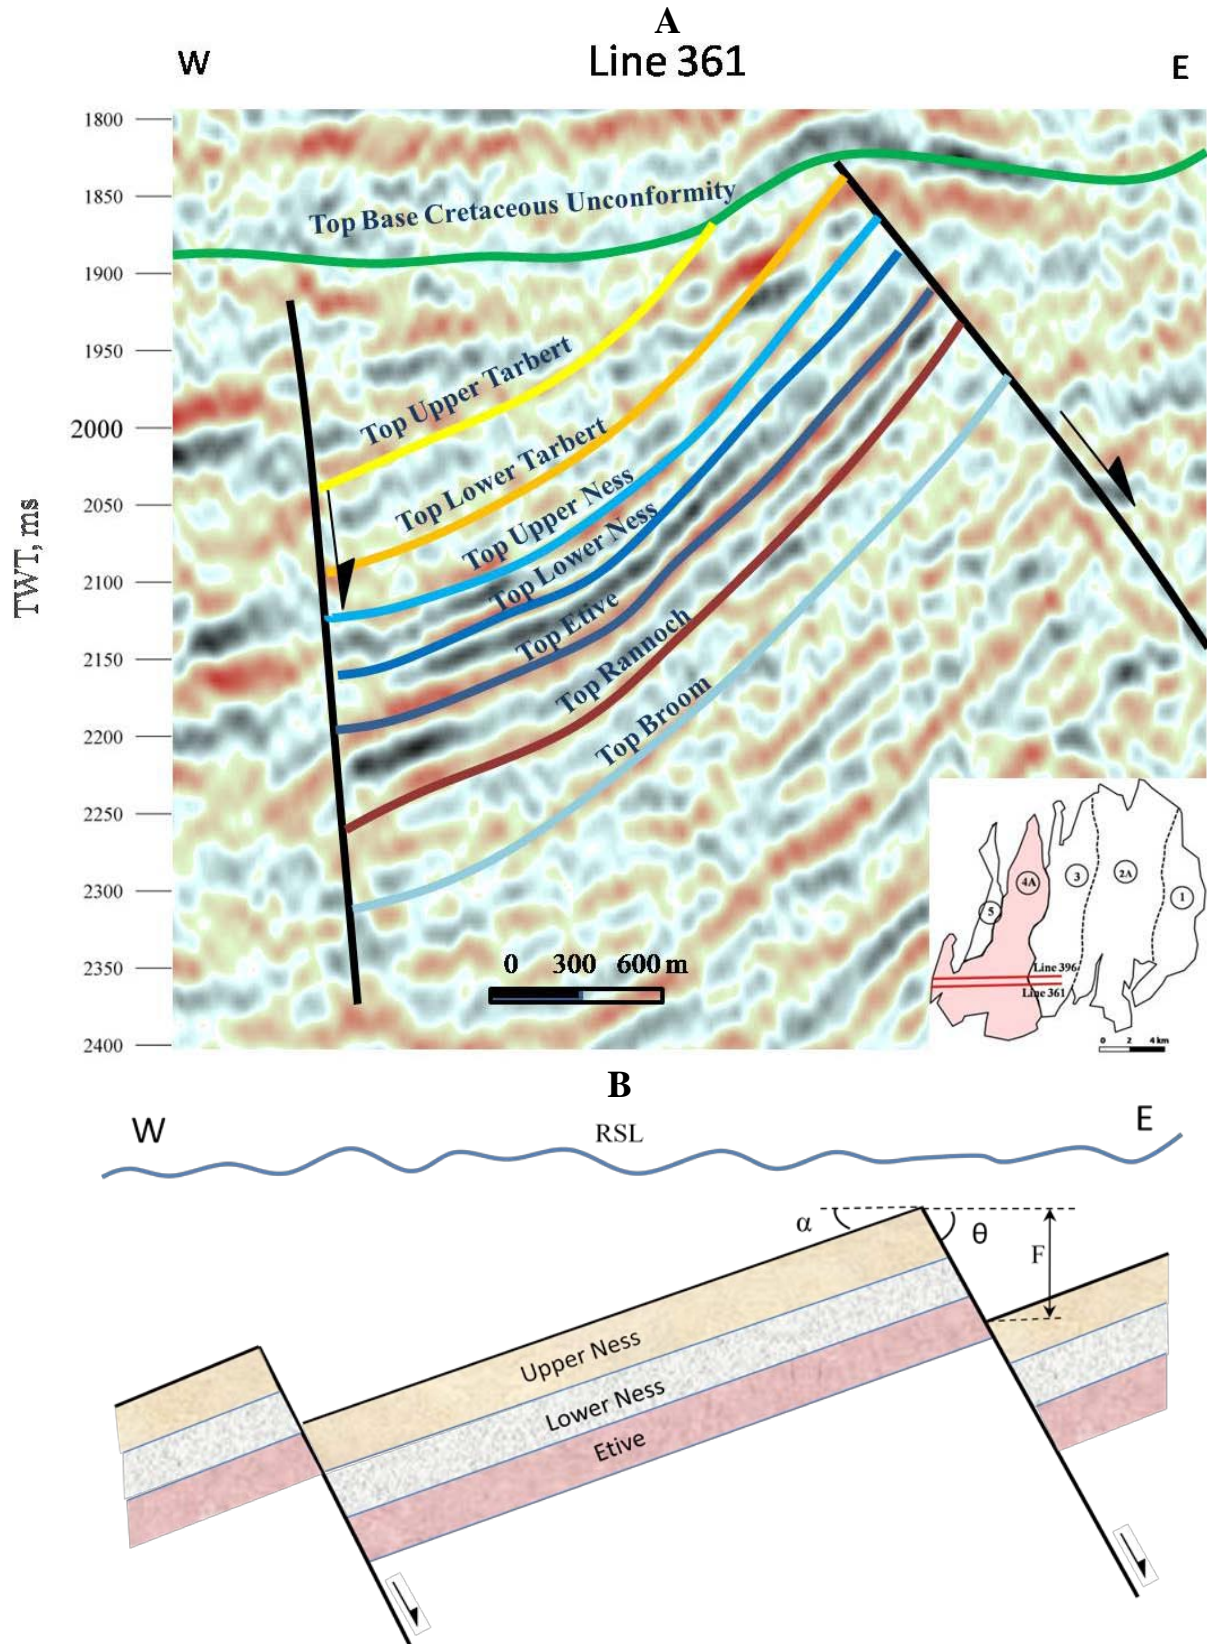 A
W
Line 361
E
1800
1850
1900
1950
2000
2050
2100
2150
2200
2250
2300
2350
2400
TWT, ms
Top Base Cretaceous Unconformity
Top Upper Tarbert
Top Lower Tarbert
Top Upper Ness
Top Lower Ness
Top Etive
Top Rannoch
Top Broom
0 300 600 m
5
4A
3
2A
1
Line 396
Line 361
0 2 4 km
B
W
RSL
E
α
θ
F
Upper Ness
Lower Ness
Etive